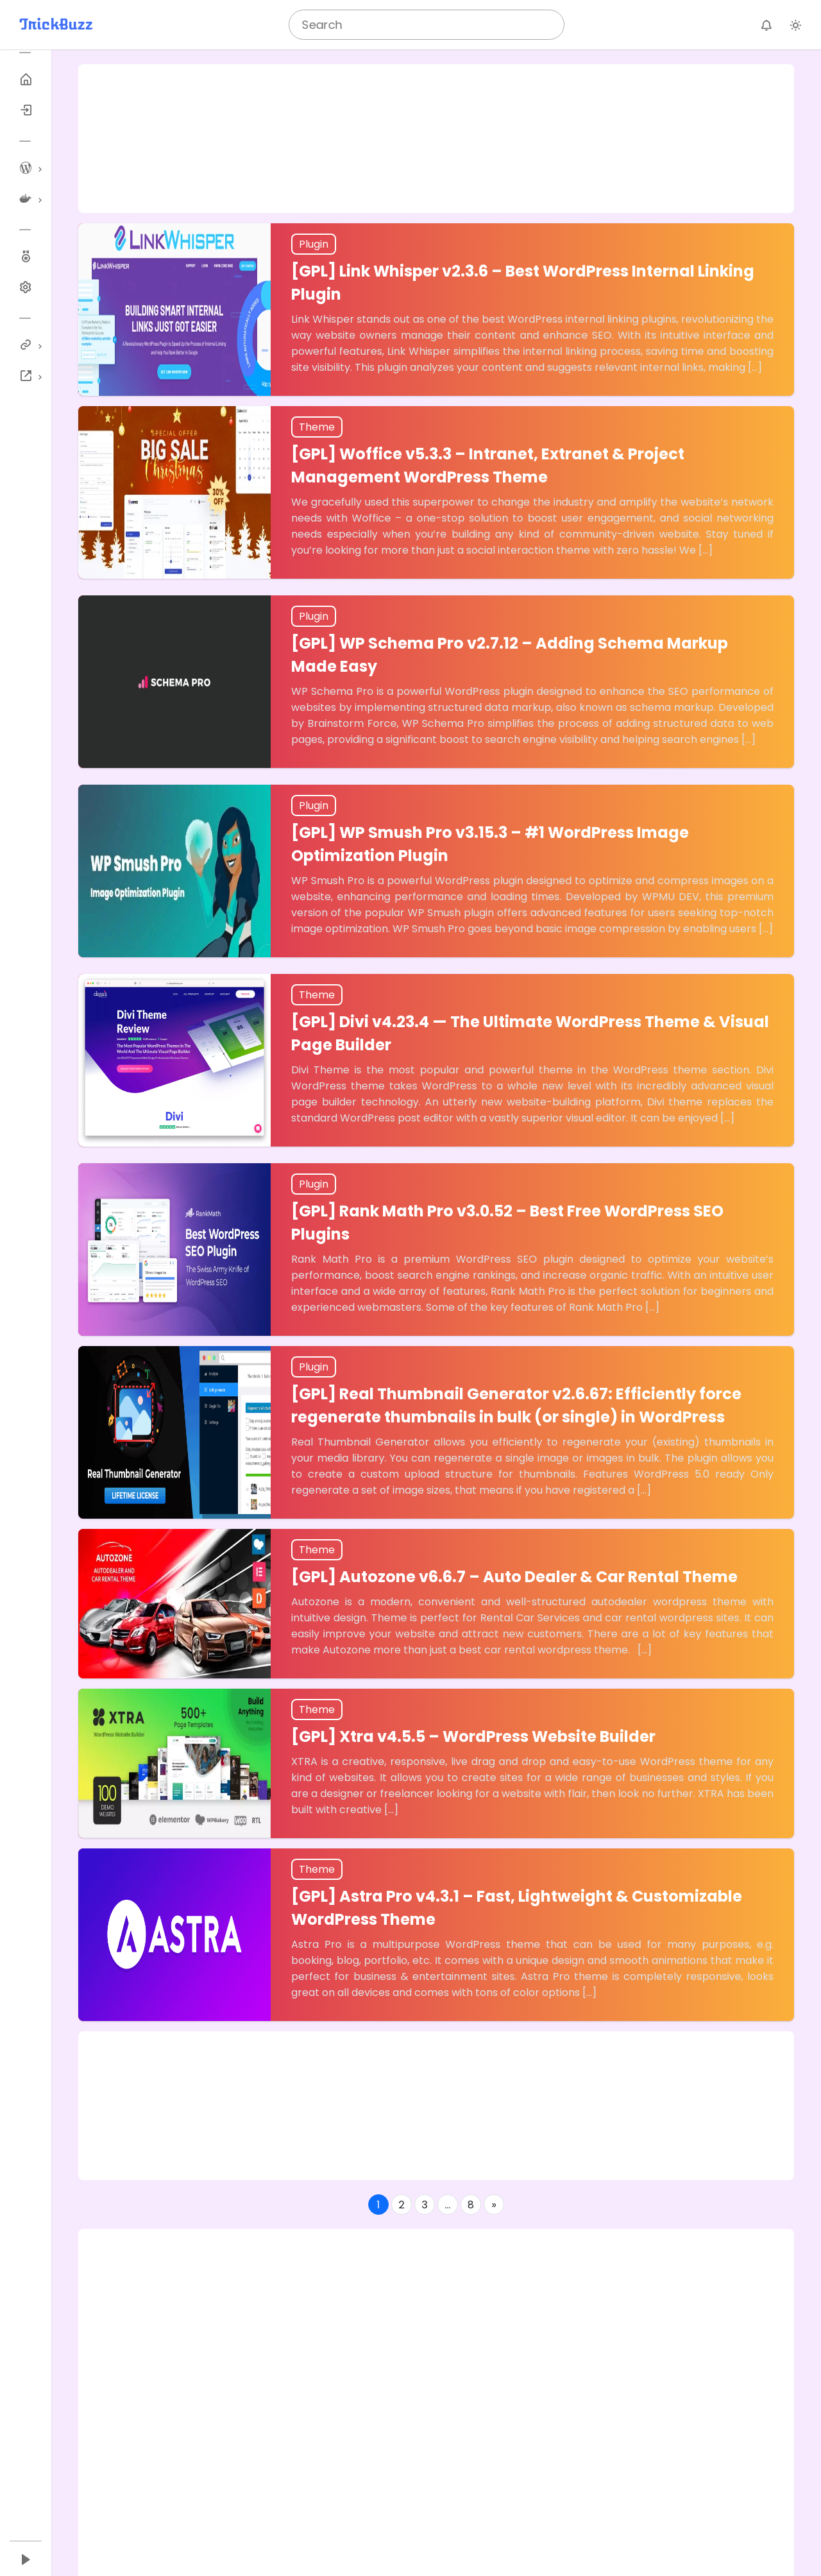 TrickBuzz
Search
LINKWHISPER
LINKWHISPER
BUILDING SMART INTERNAL
LINKS JUST GOT EASIER
Plugin
[GPL] Link Whisper v2.3.6 – Best WordPress Internal Linking
Plugin
Link Whisper stands out as one of the best WordPress internal linking plugins, revolutionizing the
way website owners manage their content and enhance SEO. With its intuitive interface and
powerful features, Link Whisper simplifies the internal linking process, saving time and boosting
site visibility. This plugin analyzes your content and suggests relevant internal links, making [...]
SPECIAL OFFER
BIG SALE
Christmas
30%
OFF
Theme
[GPL] Woffice v5.3.3 – Intranet, Extranet & Project
Management WordPress Theme
We gracefully used this superpower to change the industry and amplify the website's network
needs with Woffice – a one-stop solution to boost user engagement, and social networking
needs especially when you're building any kind of community-driven website. Stay tuned if
you're looking for more than just a social interaction theme with zero hassle! We [...]
SCHEMA PRO
Plugin
[GPL] WP Schema Pro v2.7.12 – Adding Schema Markup
Made Easy
WP Schema Pro is a powerful WordPress plugin designed to enhance the SEO performance of
websites by implementing structured data markup, also known as schema markup. Developed
by Brainstorm Force, WP Schema Pro simplifies the process of adding structured data to web
pages, providing a significant boost to search engine visibility and helping search engines [...]
WP Smush Pro
Image Optimization Plugin
Plugin
[GPL] WP Smush Pro v3.15.3 – #1 WordPress Image
Optimization Plugin
WP Smush Pro is a powerful WordPress plugin designed to optimize and compress images on a
website, enhancing performance and loading times. Developed by WPMU DEV, this premium
version of the popular WP Smush plugin offers advanced features for users seeking top-notch
image optimization. WP Smush Pro goes beyond basic image compression by enabling users [...]
Divi Theme
Review
Divi
Theme
[GPL] Divi v4.23.4 — The Ultimate WordPress Theme & Visual
Page Builder
Divi Theme is the most popular and powerful theme in the WordPress theme section. Divi
WordPress theme takes WordPress to a whole new level with its incredibly advanced visual
page builder technology. An utterly new website-building platform, Divi theme replaces the
standard WordPress post editor with a vastly superior visual editor. It can be enjoyed [...]
RankMath
Best WordPress
SEO Plugin
The Swiss Army Knife of
WordPress SEO
Plugin
[GPL] Rank Math Pro v3.0.52 – Best Free WordPress SEO
Plugins
Rank Math Pro is a premium WordPress SEO plugin designed to optimize your website's
performance, boost search engine rankings, and increase organic traffic. With an intuitive user
interface and a wide array of features, Rank Math Pro is the perfect solution for beginners and
experienced webmasters. Some of the key features of Rank Math Pro [...]
Real Thumbnail Generator
LIFETIME LICENSE
Plugin
[GPL] Real Thumbnail Generator v2.6.67: Efficiently force
regenerate thumbnails in bulk (or single) in WordPress
Real Thumbnail Generator allows you efficiently to regenerate your (existing) thumbnails in
your media library. You can regenerate a single image or images in bulk. The plugin allows you
to create a custom upload structure for thumbnails. Features WordPress 5.0 ready Only
regenerate a set of image sizes, that means if you have registered a [...]
AUTOZONE
AUTODEALER AND
CAR RENTAL THEME
Theme
[GPL] Autozone v6.6.7 – Auto Dealer & Car Rental Theme
Autozone is a modern, convenient and well-structured autodealer wordpress theme with
intuitive design. Theme is perfect for Rental Car Services and car rental wordpress sites. It can
easily improve your website and attract new customers. There are a lot of key features that
make Autozone more than just a best car rental wordpress theme. [...]
XTRA
WordPress Website Builder
500+
Page Templates
Build
Anything
100
DEMO
WEBSITES
elementor
WPBakery
WOO
RTL
Theme
[GPL] Xtra v4.5.5 – WordPress Website Builder
XTRA is a creative, responsive, live drag and drop and easy-to-use WordPress theme for any
kind of websites. It allows you to create sites for a wide range of businesses and styles. If you
are a designer or freelancer looking for a website with flair, then look no further. XTRA has been
built with creative [...]
ASTRA
Theme
[GPL] Astra Pro v4.3.1 – Fast, Lightweight & Customizable
WordPress Theme
Astra Pro is a multipurpose WordPress theme that can be used for many purposes, e.g.
booking, blog, portfolio, etc. It comes with a unique design and smooth animations that make it
perfect for business & entertainment sites. Astra Pro theme is completely responsive, looks
great on all devices and comes with tons of color options [...]
1 2 3 ... 8 »